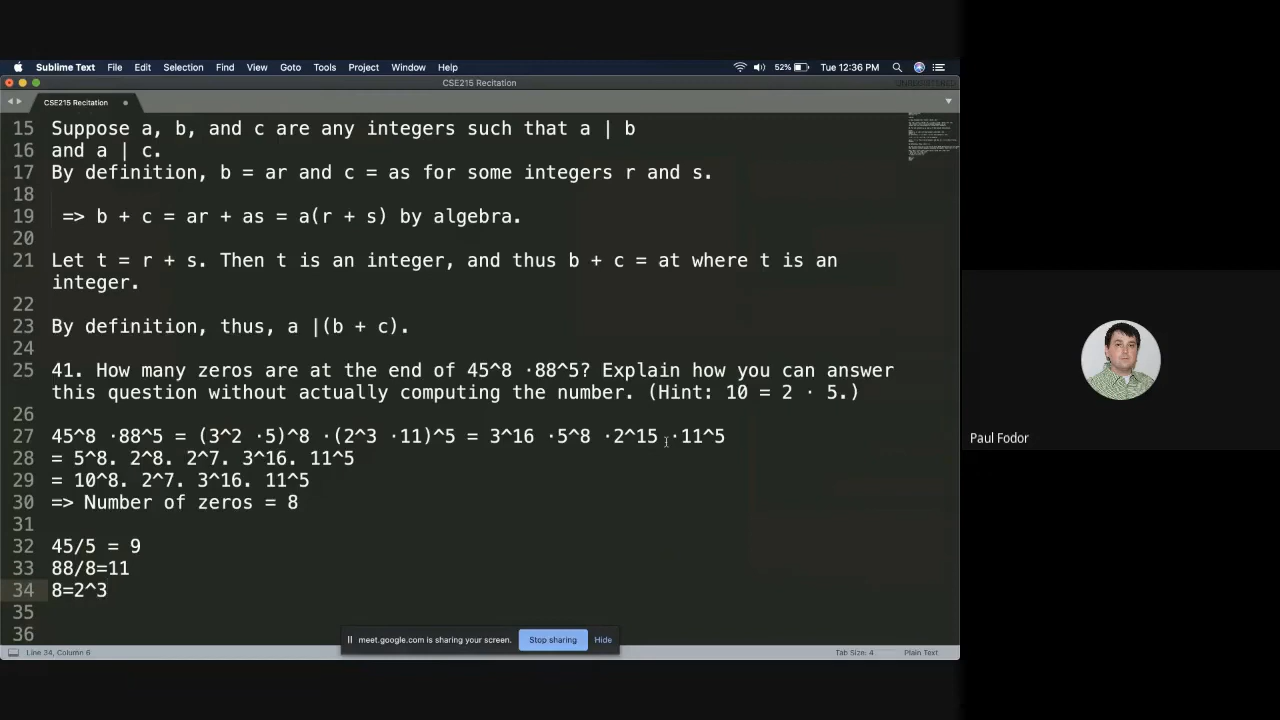 Sublime Text File Edit Selection Find View Goto Tools Project Window Help 52% Tue 12:36 PM
CSE215 Recitation
UNREGISTERED
CSE215 Recitation
15 Suppose a, b, and c are any integers such that a | b
16 and a | c.
17 By definition, b = ar and c = as for some integers r and s.
18
19 => b + c = ar + as = a(r + s) by algebra.
20
21 Let t = r + s. Then t is an integer, and thus b + c = at where t is an
integer.
22
23 By definition, thus, a |(b + c).
24
25 41. How many zeros are at the end of 45^8 ·88^5? Explain how you can answer
this question without actually computing the number. (Hint: 10 = 2 · 5.)
26
27 45^8 ·88^5 = (3^2 ·5)^8 ·(2^3 ·11)^5 = 3^16 ·5^8 ·2^15 ·11^5
28 = 5^8. 2^8. 2^7. 3^16. 11^5
29 = 10^8. 2^7. 3^16. 11^5
30 => Number of zeros = 8
31
32 45/5 = 9
33 88/8=11
34 8=2^3
35
36
meet.google.com is sharing your screen. Stop sharing Hide
Line 34, Column 6 Tab Size: 4 Plain Text
Paul Fodor